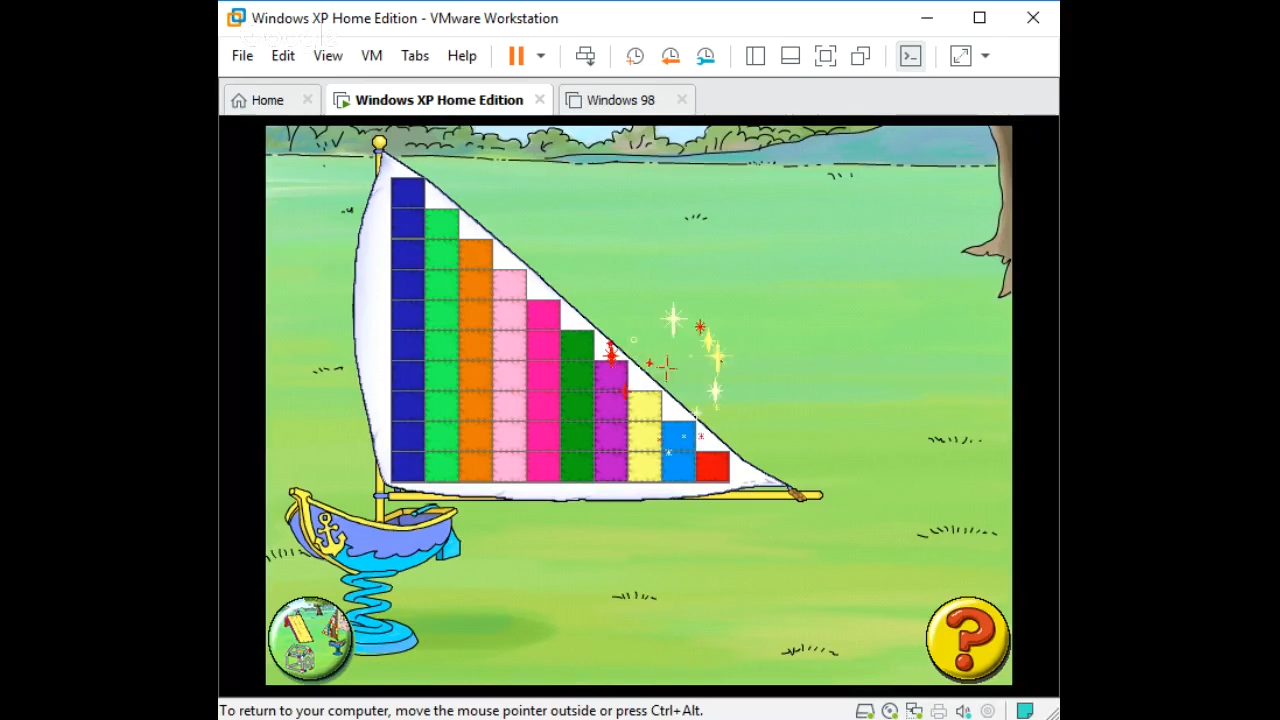 Windows XP Home Edition - VMware Workstation
File Edit View VM Tabs Help
Home Windows XP Home Edition Windows 98
?
To return to your computer, move the mouse pointer outside or press Ctrl+Alt.